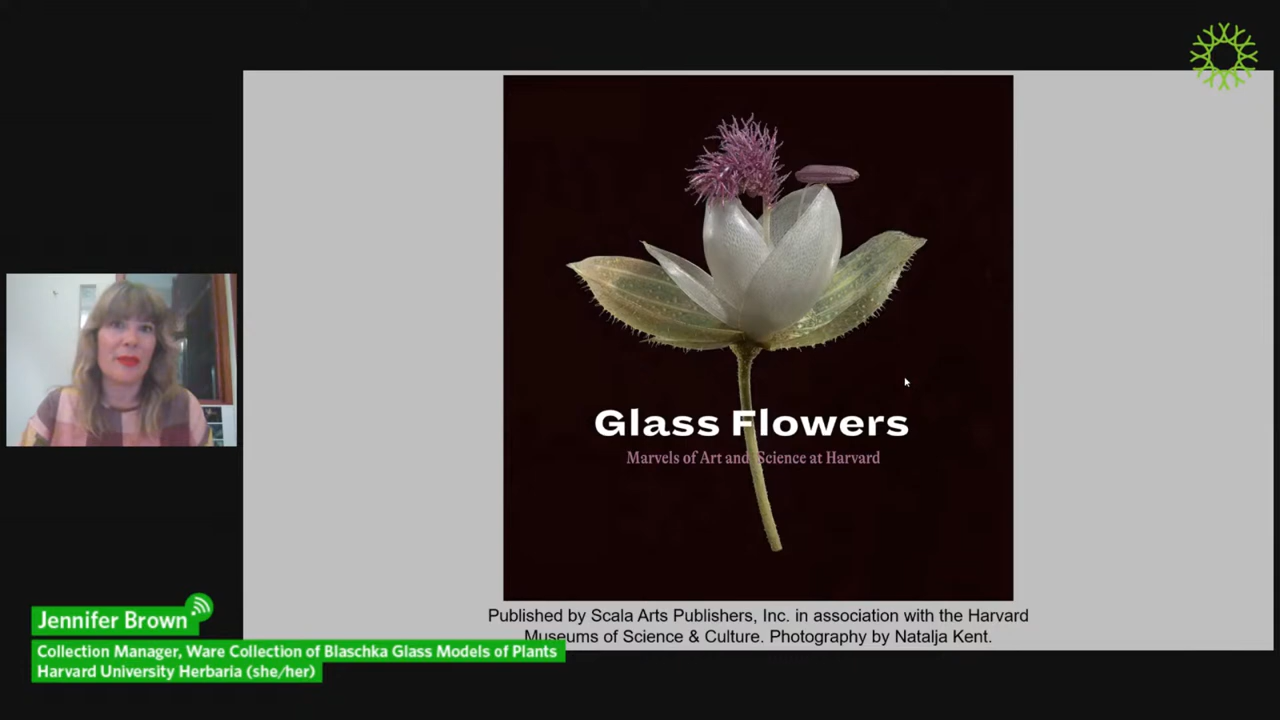 Glass Flowers
Marvels of Art and Science at Harvard
Published by Scala Arts Publishers, Inc. in association with the Harvard
Museums of Science & Culture. Photography by Natalja Kent.
Jennifer Brown
Collection Manager, Ware Collection of Blaschka Glass Models of Plants
Harvard University Herbaria (she/her)